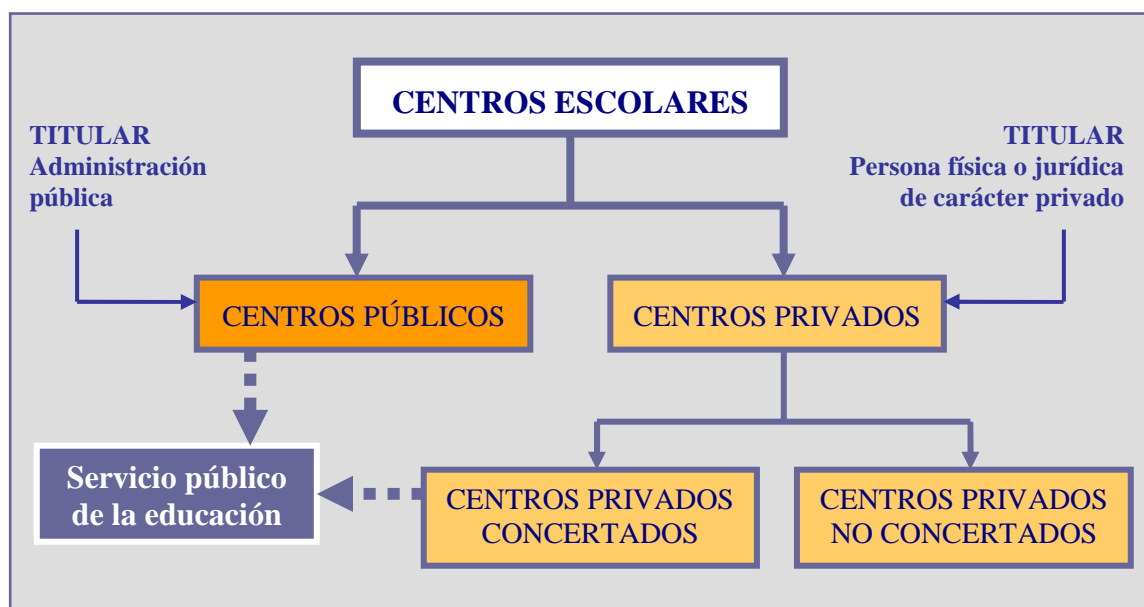 CENTROS ESCOLARES
TITULAR
Administración
pública
TITULAR
Persona física o jurídica
de carácter privado
CENTROS PÚBLICOS
CENTROS PRIVADOS
Servicio público
de la educación
CENTROS PRIVADOS
CONCERTADOS
CENTROS PRIVADOS
NO CONCERTADOS